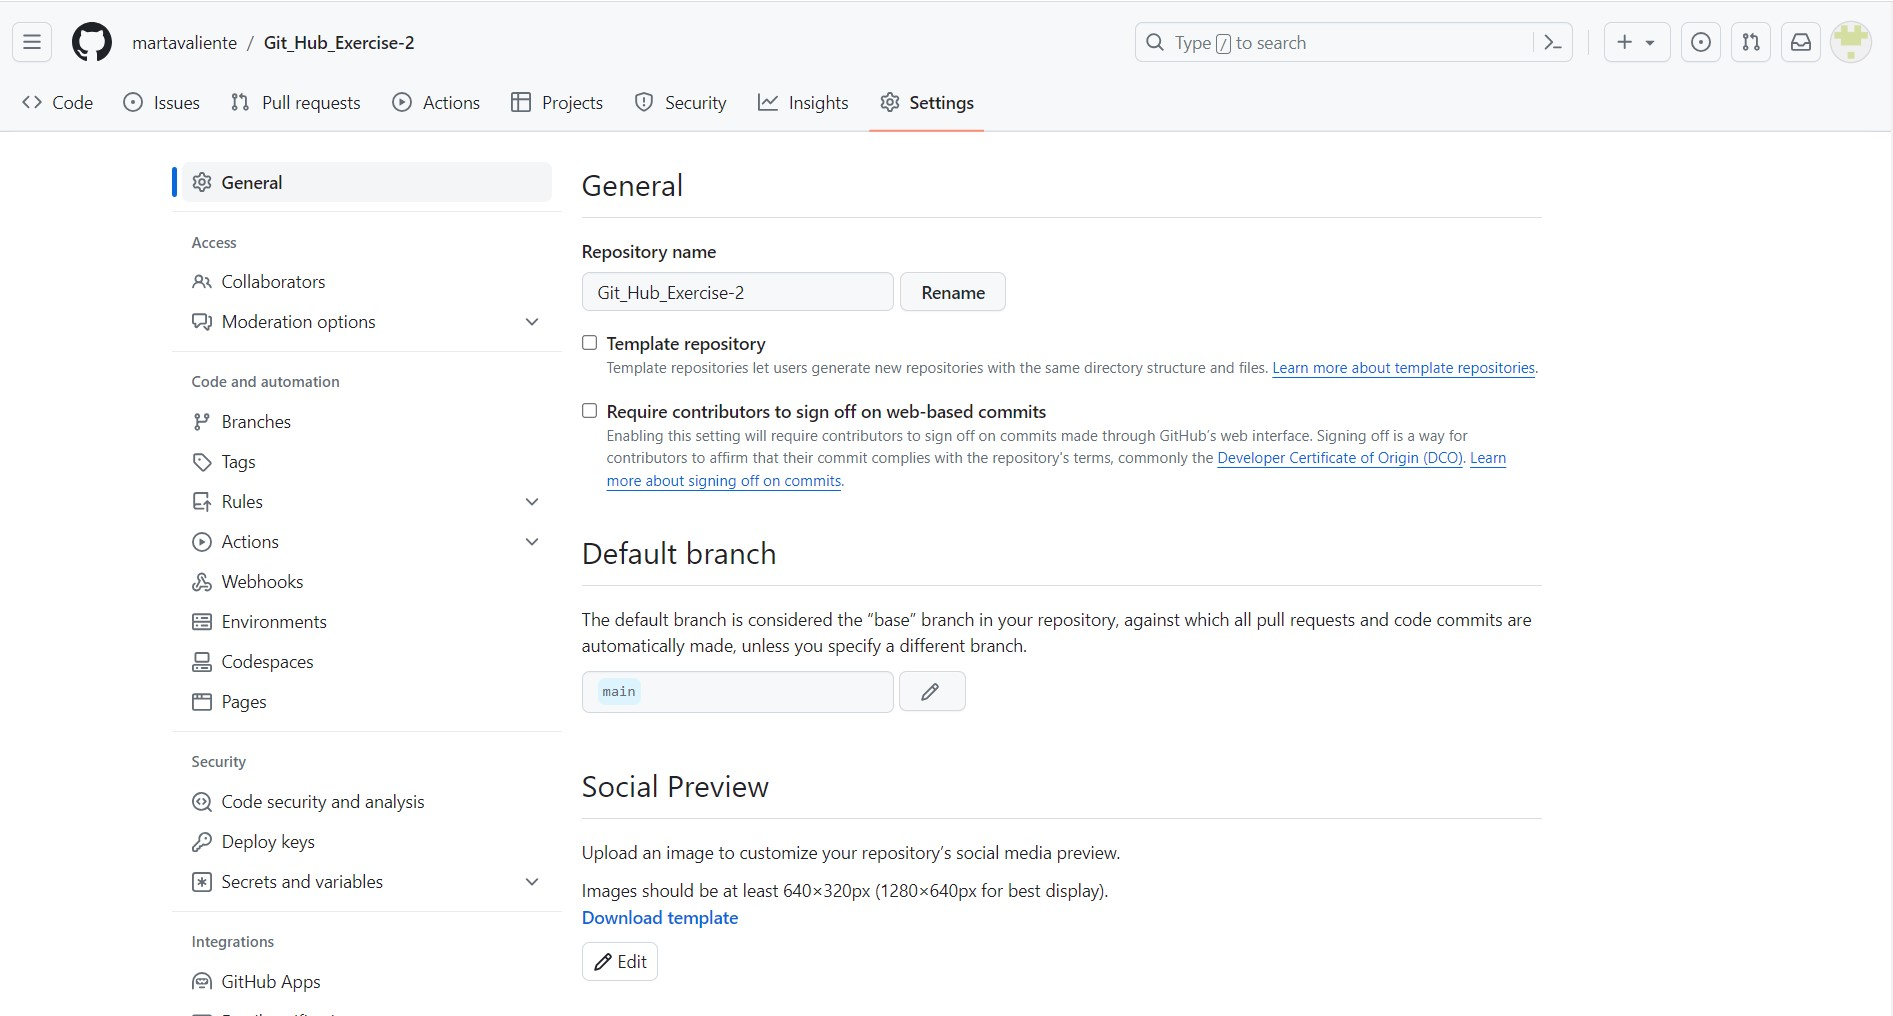 martavaliente / Git_Hub_Exercise-2
Type / to search
Code
Issues
Pull requests
Actions
Projects
Security
Insights
Settings
General
Access
Collaborators
Moderation options
Code and automation
Branches
Tags
Rules
Actions
Webhooks
Environments
Codespaces
Pages
Security
Code security and analysis
Deploy keys
Secrets and variables
Integrations
GitHub Apps
General
Repository name
Git_Hub_Exercise-2
Rename
Template repository
Template repositories let users generate new repositories with the same directory structure and files. Learn more about template repositories.
Require contributors to sign off on web-based commits
Enabling this setting will require contributors to sign off on commits made through GitHub’s web interface. Signing off is a way for
contributors to affirm that their commit complies with the repository's terms, commonly the Developer Certificate of Origin (DCO). Learn
more about signing off on commits.
Default branch
The default branch is considered the “base” branch in your repository, against which all pull requests and code commits are
automatically made, unless you specify a different branch.
main
Social Preview
Upload an image to customize your repository’s social media preview.
Images should be at least 640×320px (1280×640px for best display).
Download template
Edit